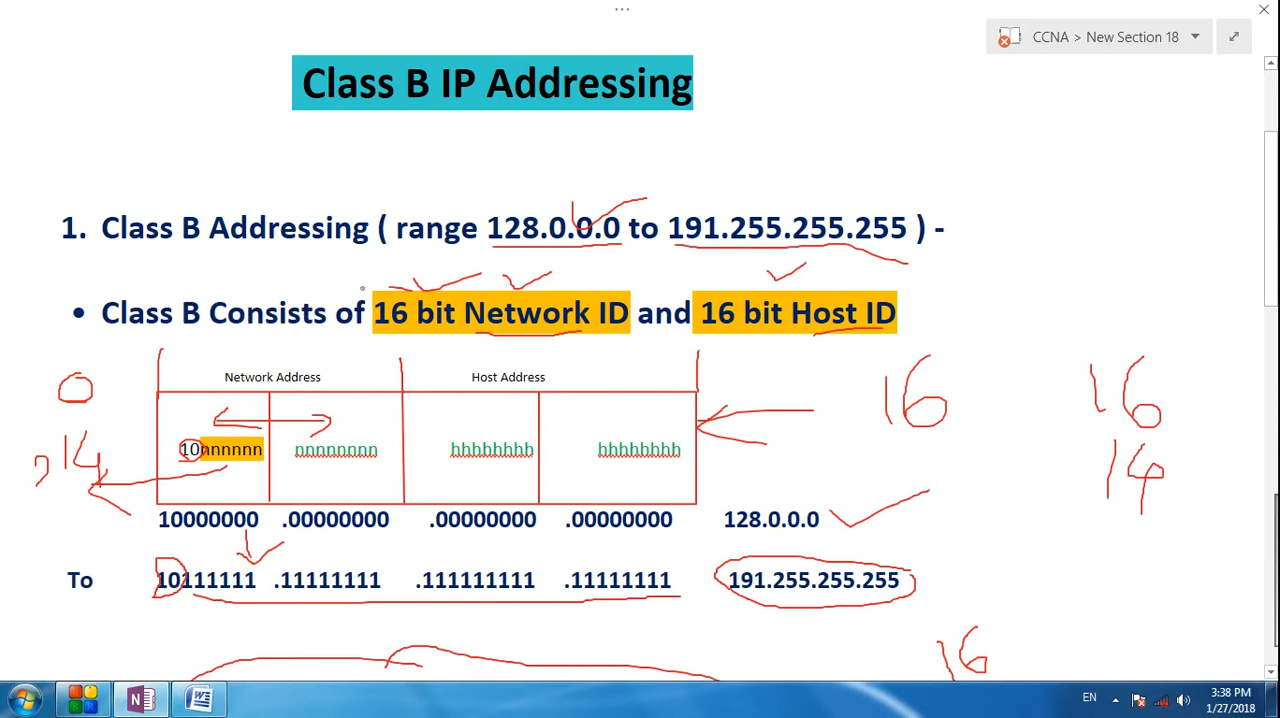 CCNA > New Section 18
Class B IP Addressing
1. Class B Addressing ( range 128.0.0.0 to 191.255.255.255 ) -
• Class B Consists of 16 bit Network ID and 16 bit Host ID
Network Address Host Address
0 16 16
14 14
10nnnnnn nnnnnnnn hhhhhhhh hhhhhhhh
10000000 .00000000 .00000000 .00000000 128.0.0.0
To 10111111 .11111111 .111111111 .11111111 191.255.255.255
16
EN
3:38 PM
1/27/2018